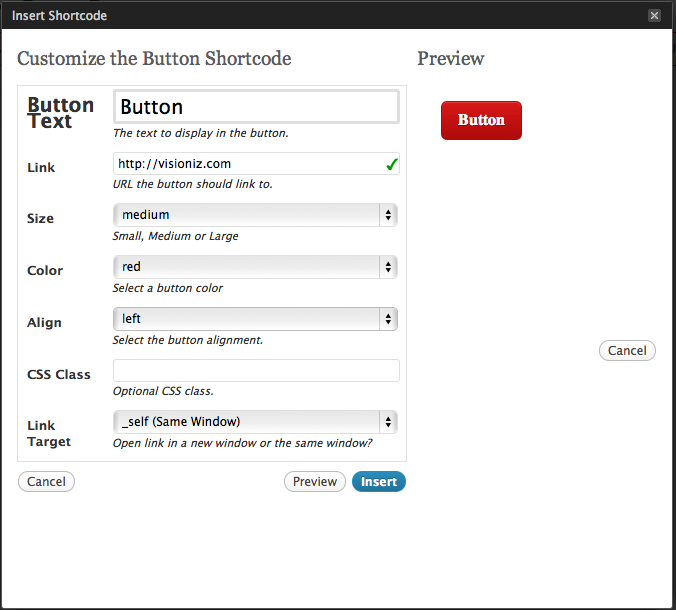 Insert Shortcode
Customize the Button Shortcode
Preview
Button
Text
Button
The text to display in the button.
Button
Link
http://visioniz.com
URL the button should link to.
Size
medium
Small, Medium or Large
Color
red
Select a button color
Align
left
Select the button alignment.
Cancel
CSS Class
Optional CSS class.
Link
Target
_self (Same Window)
Open link in a new window or the same window?
Cancel
Preview
Insert